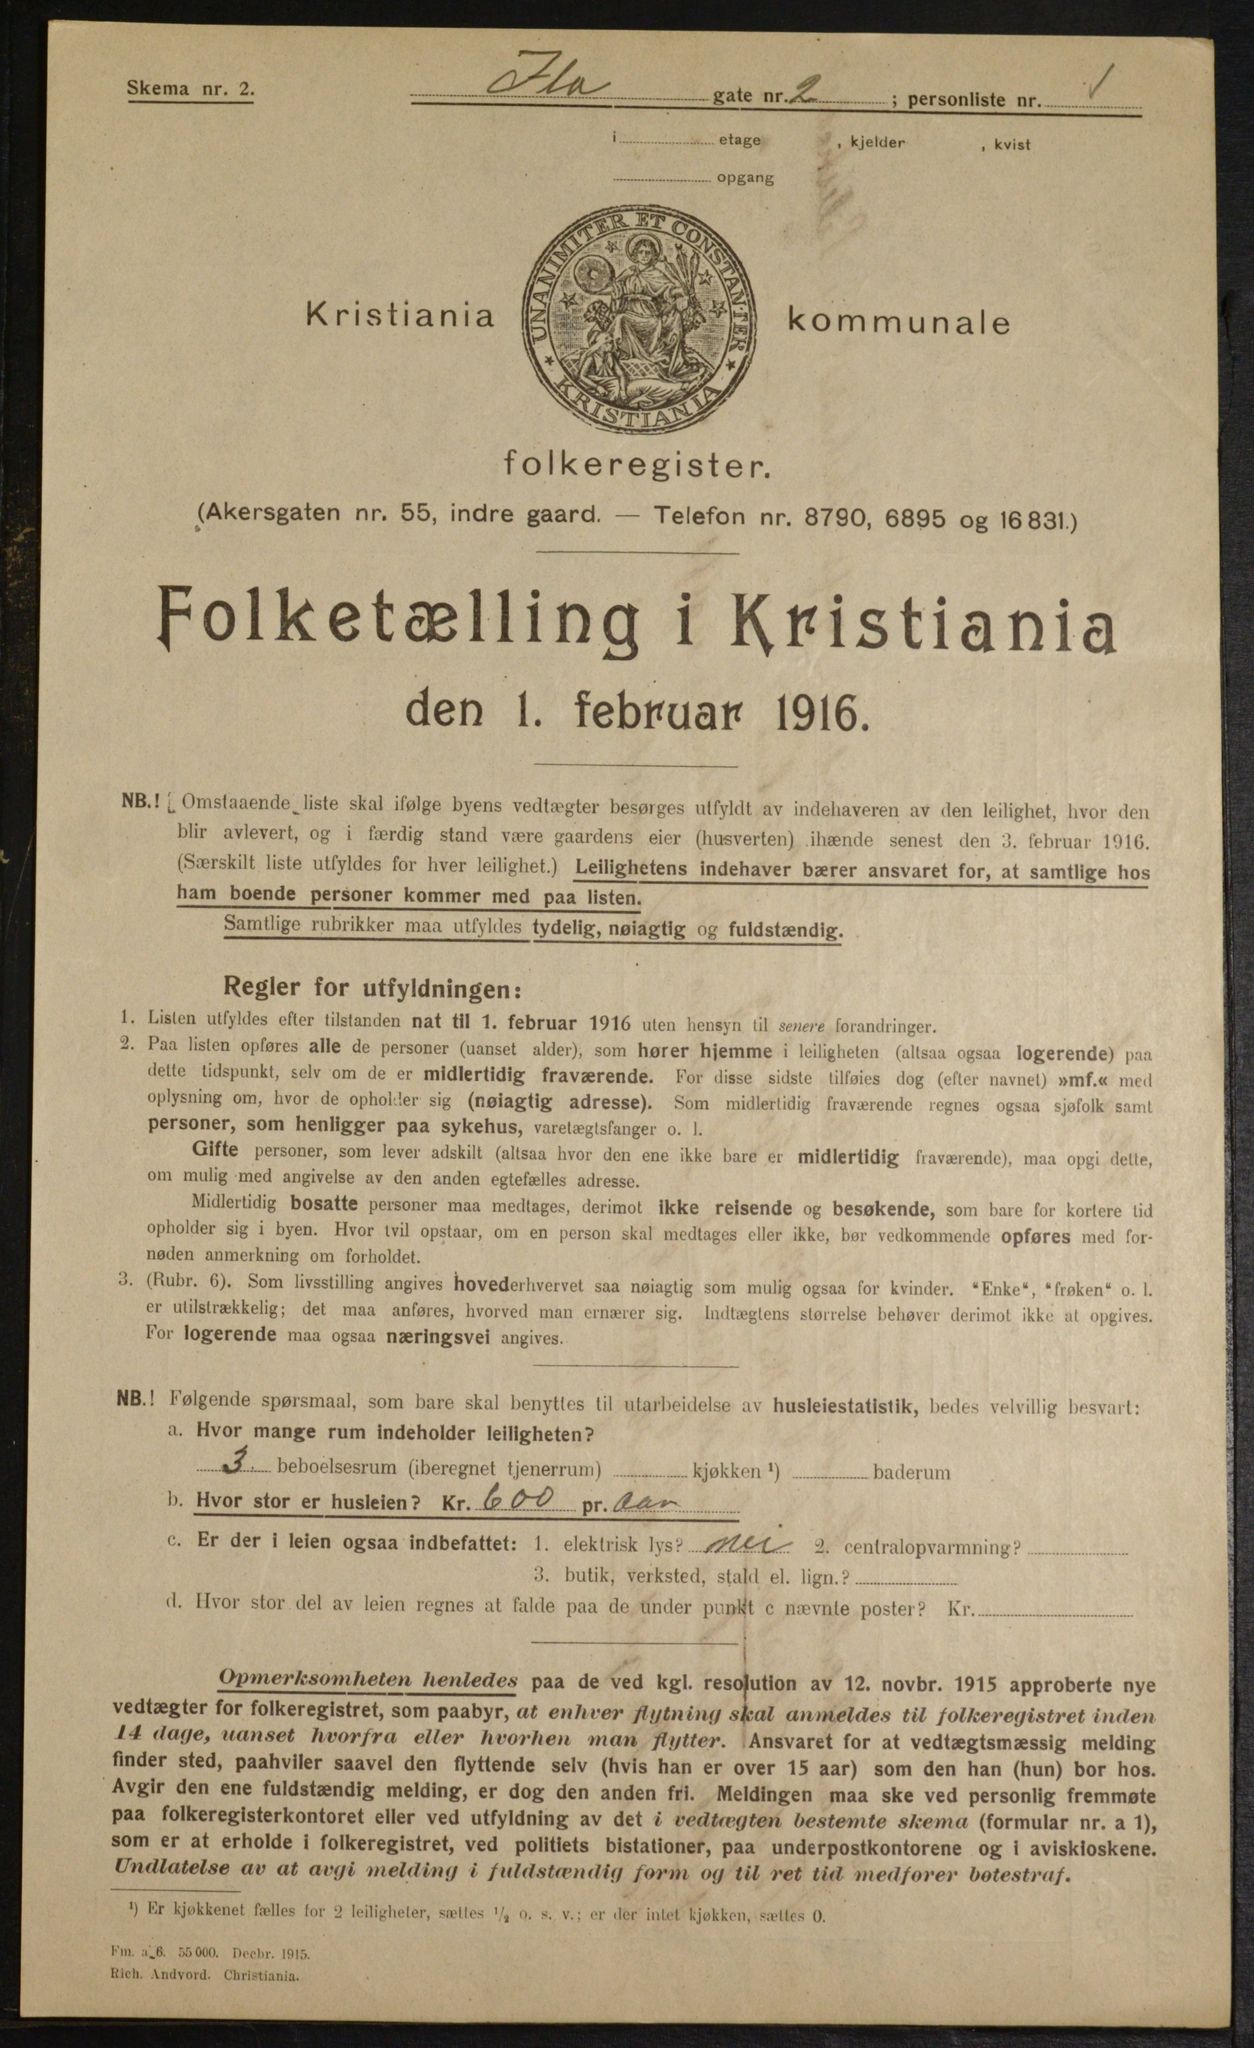 Skema nr. 2.
Ila gate nr. 2 ; personliste nr. 1
i etage , kjelder , kvist
opgang
UNANIMITER ET CONSTANTER
KRISTIANIA
Kristiania kommunale
folkeregister.
(Akersgaten nr. 55, indre gaard. — Telefon nr. 8790, 6895 og 16831.)
Folketælling i Kristiania
den 1. februar 1916.
NB.! Omstaaende liste skal ifølge byens vedtægter besørges utfyldt av indehaveren av den leilighet, hvor den
blir avlevert, og i færdig stand være gaardens eier (husverten) ihænde senest den 3. februar 1916.
(Særskilt liste utfyldes for hver leilighet.) Leilighetens indehaver bærer ansvaret for, at samtlige hos
ham boende personer kommer med paa listen.
Samtlige rubrikker maa utfyldes tydelig, nøiagtig og fuldstændig.
Regler for utfyldningen:
1. Listen utfyldes efter tilstanden nat til 1. februar 1916 uten hensyn til senere forandringer.
2. Paa listen opføres alle de personer (uanset alder), som hører hjemme i leiligheten (altsaa ogsaa logerende) paa
dette tidspunkt, selv om de er midlertidig fraværende. For disse sidste tilføies dog (efter navnet) »mf.« med
oplysning om, hvor de opholder sig (nøiagtig adresse). Som midlertidig fraværende regnes ogsaa sjøfolk samt
personer, som henligger paa sykehus, varetægtsfanger o. l.
Gifte personer, som lever adskilt (altsaa hvor den ene ikke bare er midlertidig fraværende), maa opgi dette,
om mulig med angivelse av den anden egtefælles adresse.
Midlertidig bosatte personer maa medtages, derimot ikke reisende og besøkende, som bare for kortere tid
opholder sig i byen. Hvor tvil opstaar, om en person skal medtages eller ikke, bør vedkommende opføres med for-
nøden anmerkning om forholdet.
3. (Rubr. 6). Som livsstilling angives hovederhvervet saa nøiagtig som mulig ogsaa for kvinder. "Enke", "frøken" o. l.
er utilstrækkelig; det maa anføres, hvorved man ernærer sig. Indtægtens størrelse behøver derimot ikke at opgives.
For logerende maa ogsaa næringsvei angives.
NB.! Følgende spørsmaal, som bare skal benyttes til utarbeidelse av husleiestatistik, bedes velvillig besvart:
a. Hvor mange rum indeholder leiligheten?
3. beboelsesrum (iberegnet tjenerrum) kjøkken ¹) baderum
b. Hvor stor er husleien? Kr. 600 pr. Aar
c. Er der i leien ogsaa indbefattet: 1. elektrisk lys? nei 2. centralopvarmning?
3. butik, verksted, stald el. lign.?
d. Hvor stor del av leien regnes at falde paa de under punkt c nævnte poster? Kr.
Opmerksomheten henledes paa de ved kgl. resolution av 12. novbr. 1915 approberte nye
vedtægter for folkeregistret, som paabyr, at enhver flytning skal anmeldes til folkeregistret inden
14 dage, uanset hvorfra eller hvorhen man flytter. Ansvaret for at vedtægtsmæssig melding
finder sted, paahviler saavel den flyttende selv (hvis han er over 15 aar) som den han (hun) bor hos.
Avgir den ene fuldstændig melding, er dog den anden fri. Meldingen maa ske ved personlig fremmøte
paa folkeregisterkontoret eller ved utfyldning av det i vedtægten bestemte skema (formular nr. a 1),
som er at erholde i folkeregistret, ved politiets bistationer, paa underpostkontorene og i aviskioskene.
Undlatelse av at avgi melding i fuldstændig form og til ret tid medfører bøtestraf.
¹) Er kjøkkenet fælles for 2 leiligheter, sættes ½ o. s. v.; er der intet kjøkken, sættes 0.
Fm. a 6. 55 000. Decbr. 1915.
Rich. Andvord. Christiania.